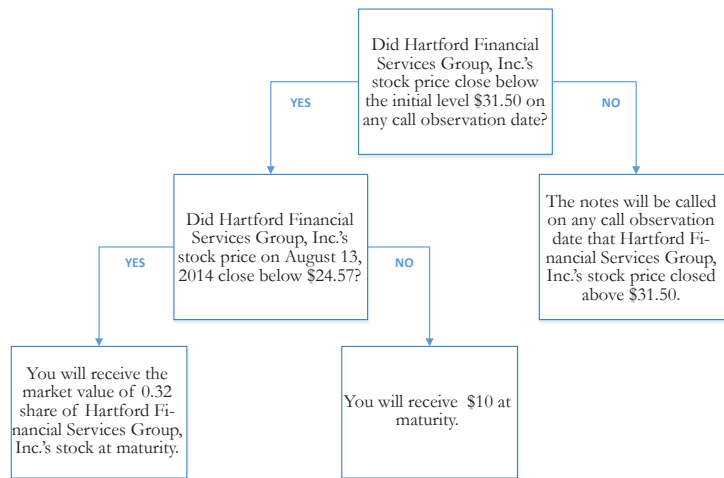 Did Hartford Financial
Services Group, Inc.'s
stock price close below
the initial level $31.50 on
any call observation date?
YES
NO
Did Hartford Financial
Services Group, Inc.'s
stock price on August 13,
2014 close below $24.57?
The notes will be called
on any call observation
date that Hartford Fi-
nancial Services Group,
Inc.'s stock price closed
above $31.50.
YES
NO
You will receive the
market value of 0.32
share of Hartford Fi-
nancial Services Group,
Inc.'s stock at maturity.
You will receive $10 at
maturity.